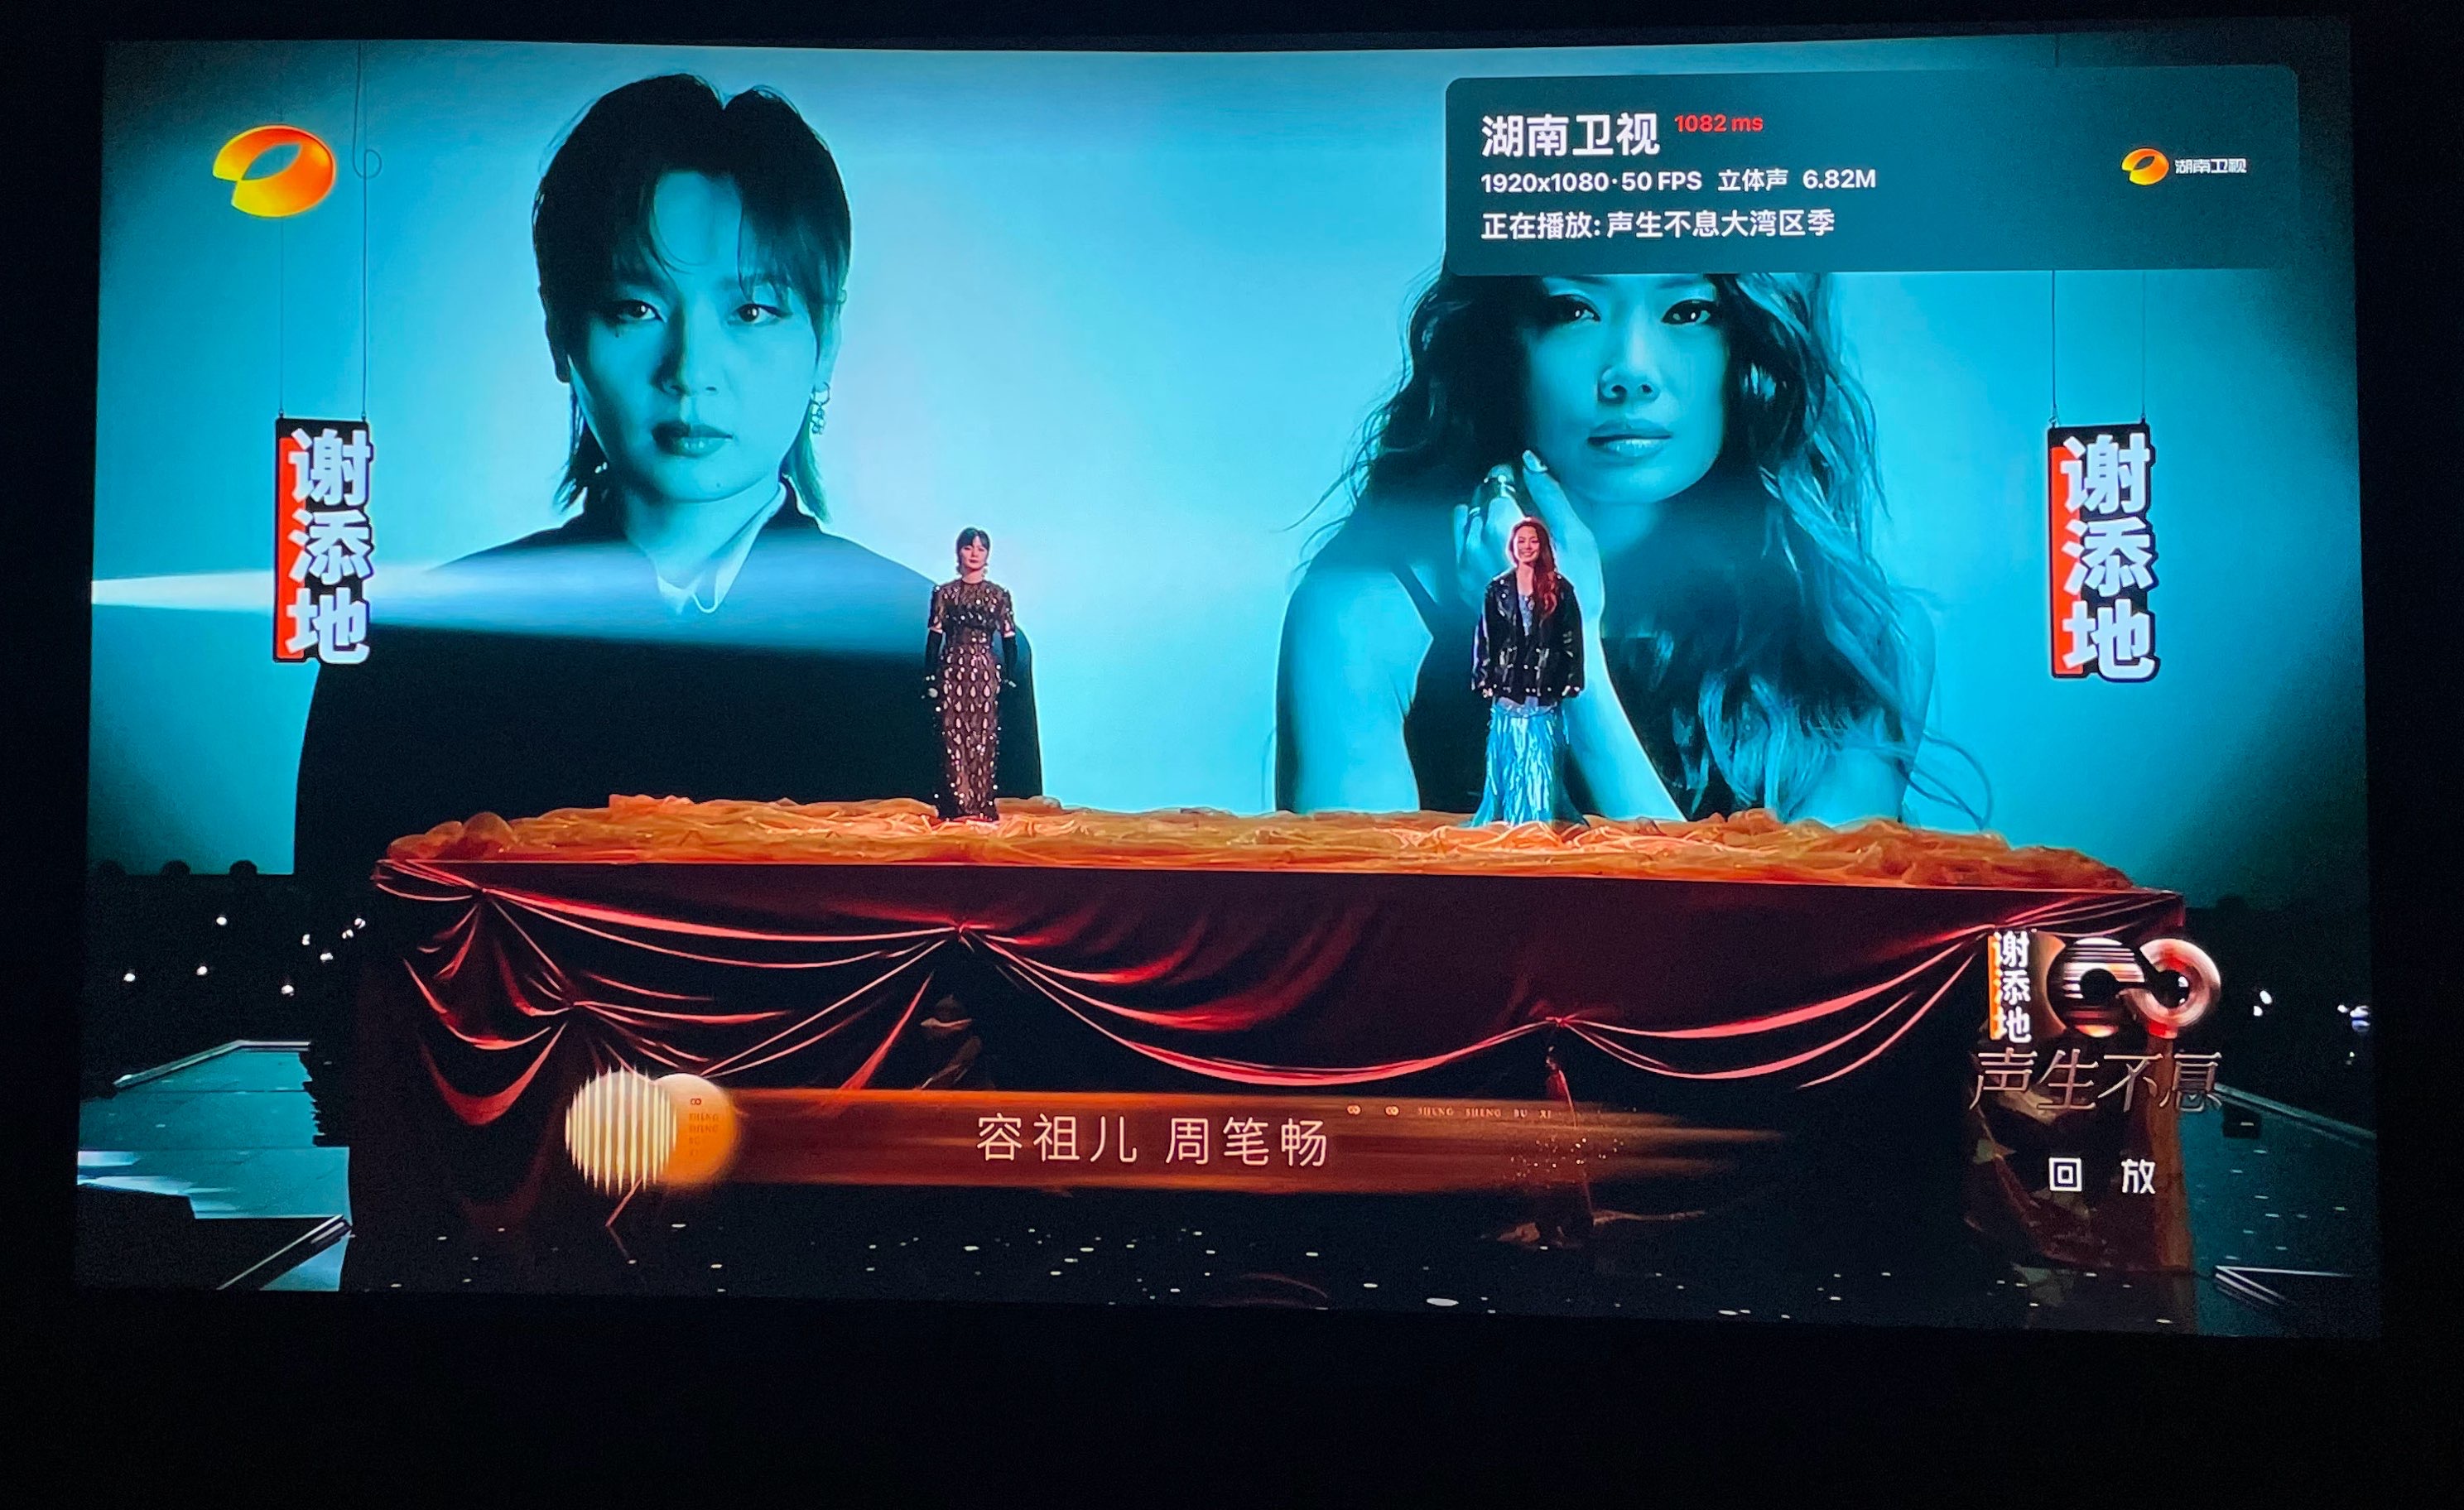 湖南卫视 1082 ms
湖南卫视
1920x1080·50 FPS 立体声 6.82M
正在播放: 声生不息大湾区季
谢添地
谢添地
谢添地
声生不息
SHENG SHENG BU XI
容祖儿 周笔畅
回放